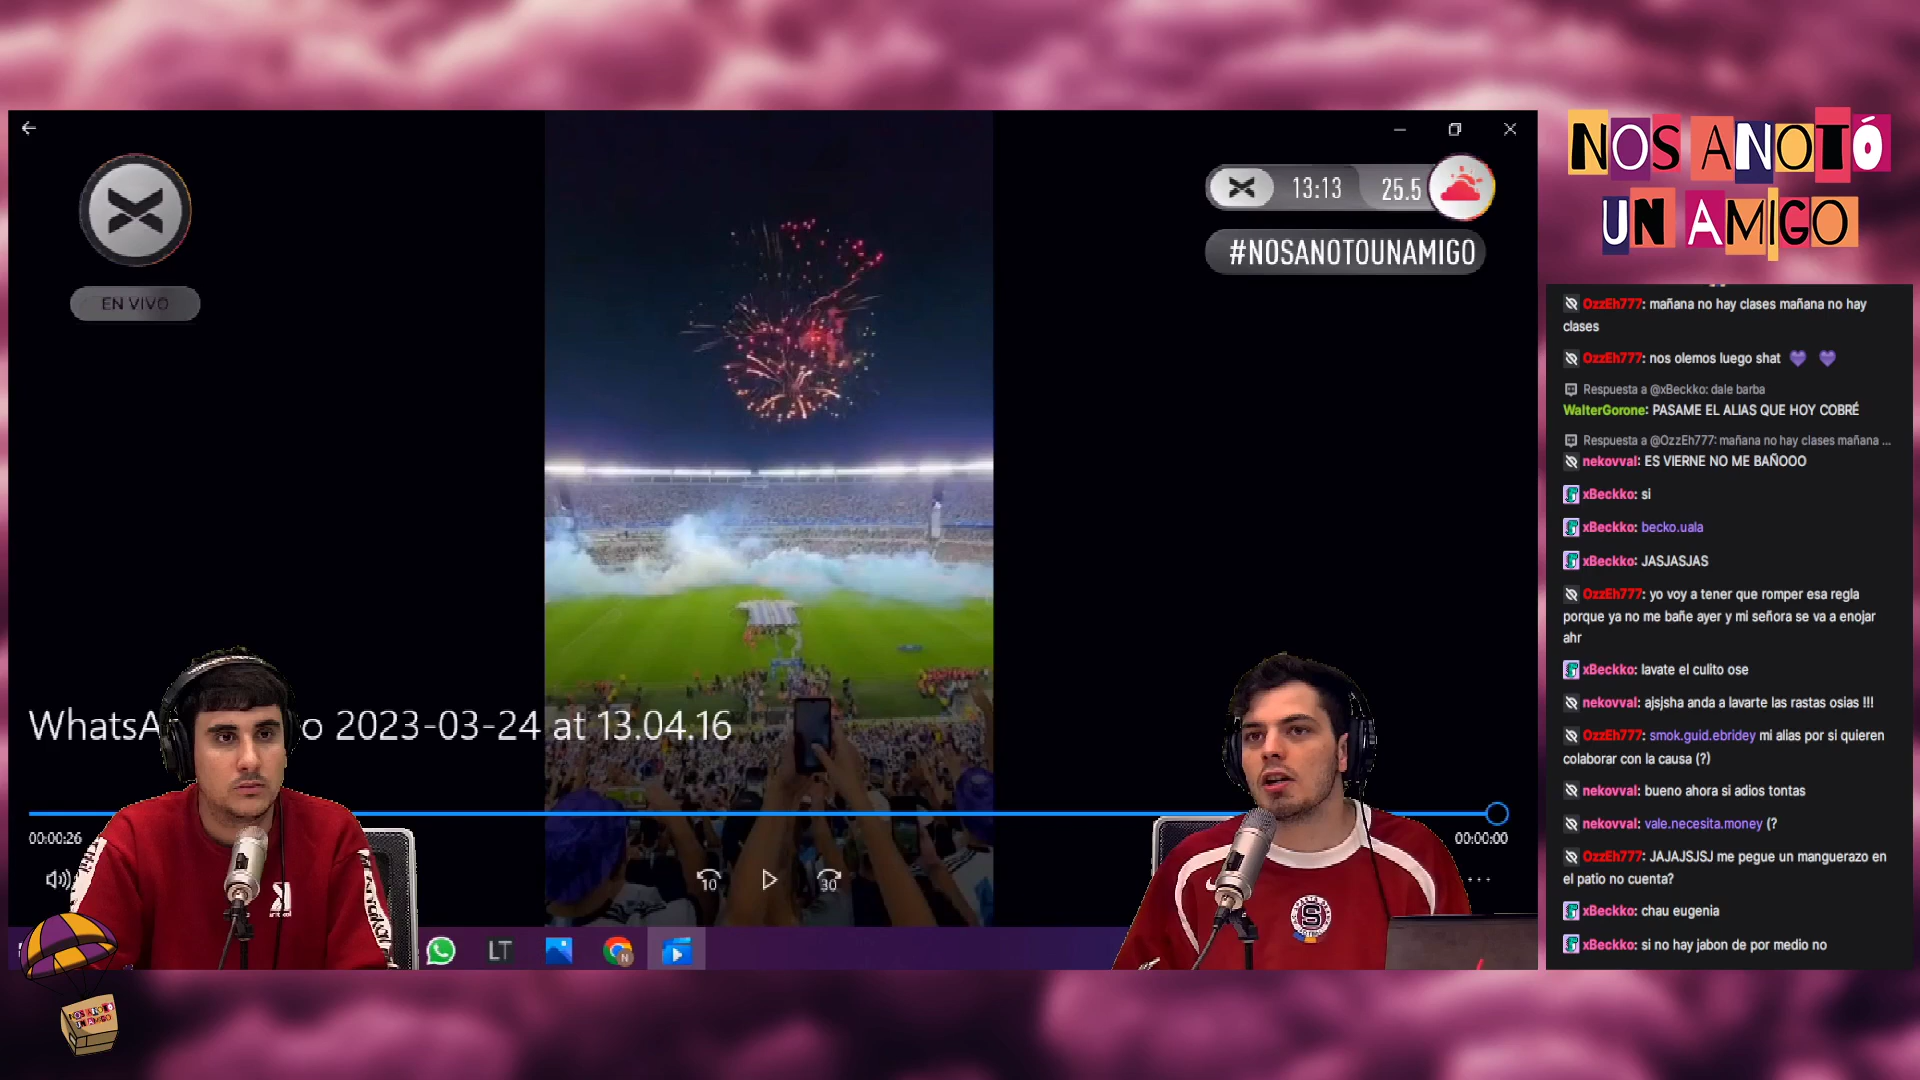 EN VIVO
13:13 25.5
#NOSANOTOUNAMIGO
WhatsA o 2023-03-24 at 13.04.16
00:00:26
00:00:00
10
30
LT
N
NOS ANOTÓ
UN AMIGO
OzzEh777: mañana no hay clases mañana no hay
clases
OzzEh777: nos olemos luego shat
Respuesta a @xBeckko: dale barba
WalterGorone: PASAME EL ALIAS QUE HOY COBRÉ
Respuesta a @OzzEh777: mañana no hay clases mañana ...
nekovval: ES VIERNE NO ME BAÑOOO
xBeckko: si
xBeckko: becko.uala
xBeckko: JASJASJAS
OzzEh777: yo voy a tener que romper esa regla
porque ya no me bañe ayer y mi señora se va a enojar
ahr
xBeckko: lavate el culito ose
nekovval: ajsjsha anda a lavarte las rastas osias !!!
OzzEh777: smok.guid.ebridey mi alias por si quieren
colaborar con la causa (?)
nekovval: bueno ahora si adios tontas
nekovval: vale.necesita.money (?
OzzEh777: JAJAJSJSJ me pegue un manguerazo en
el patio no cuenta?
xBeckko: chau eugenia
xBeckko: si no hay jabon de por medio no
NOS ANOTÓ
UN AMIGO